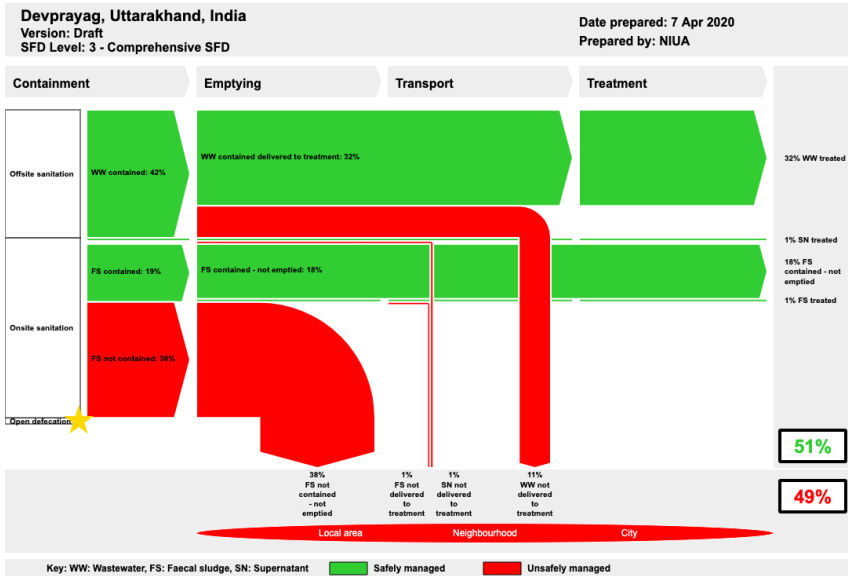 Devprayag, Uttarakhand, India
Version: Draft
SFD Level: 3 - Comprehensive SFD
Date prepared: 7 Apr 2020
Prepared by: NIUA
Containment
Emptying
Transport
Treatment
Offsite sanitation
WW contained: 42%
WW contained delivered to treatment: 32%
32% WW treated
1% SN treated
FS contained: 19%
FS contained - not emptied: 18%
18% FS
contained - not
emptied
1% FS treated
Onsite sanitation
FS not contained: 38%
Open defecation
51%
38%
FS not
contained
- not
emptied
1%
FS not
delivered
to
treatment
1%
SN not
delivered
to
treatment
11%
WW not
delivered
to
treatment
49%
Local area
Neighbourhood
City
Key: WW: Wastewater, FS: Faecal sludge, SN: Supernatant
Safely managed
Unsafely managed